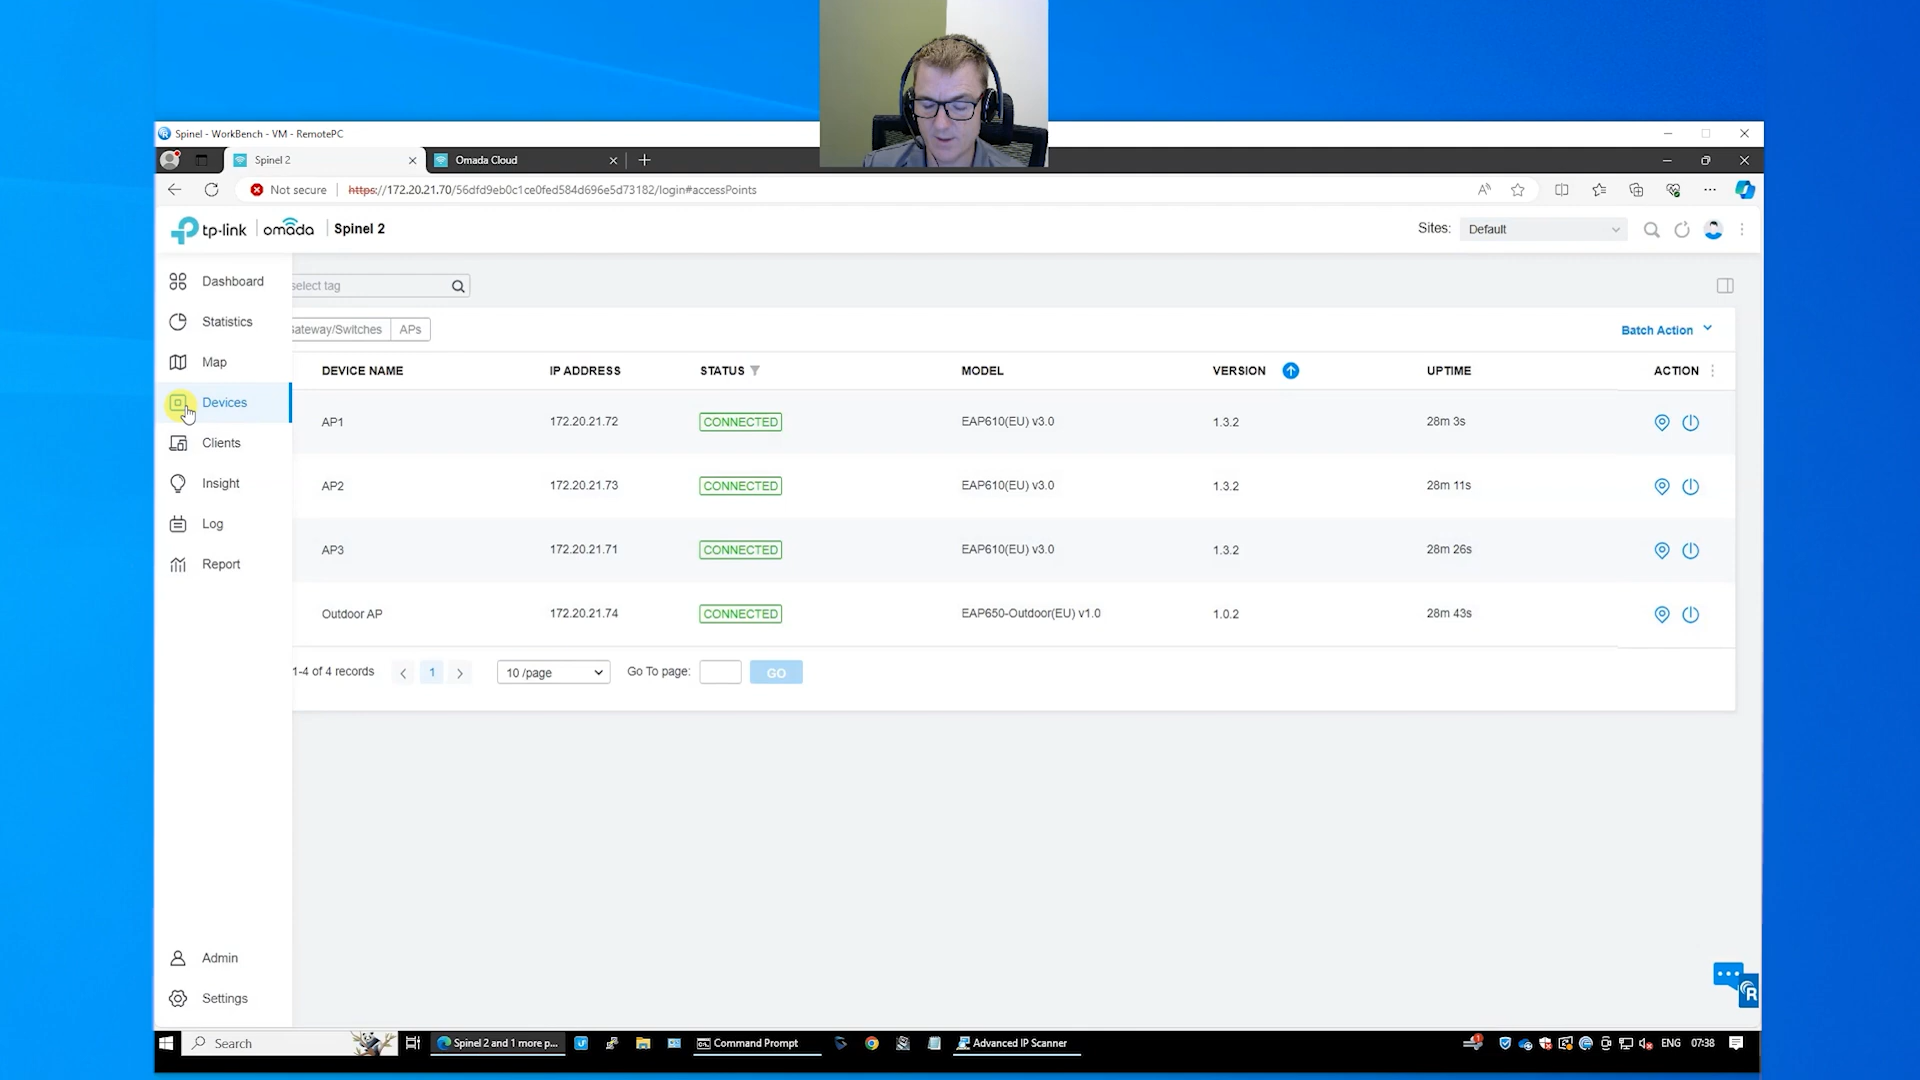 Spinel - WorkBench - VM - RemotePC
Spinel 2
Omada Cloud
Not secure
https://172.20.21.70/56dfd9eb0c1ce0fed584d696e5d73182/login#accessPoints
tp-link omada Spinel 2
Sites: Default
Dashboard
Statistics
Map
Devices
Clients
Insight
Log
Report
Admin
Settings
select tag
Gateway/Switches APs
Batch Action
DEVICE NAME IP ADDRESS STATUS MODEL VERSION UPTIME ACTION
AP1 172.20.21.72 CONNECTED EAP610(EU) v3.0 1.3.2 28m 3s
AP2 172.20.21.73 CONNECTED EAP610(EU) v3.0 1.3.2 28m 11s
AP3 172.20.21.71 CONNECTED EAP610(EU) v3.0 1.3.2 28m 26s
Outdoor AP 172.20.21.74 CONNECTED EAP650-Outdoor(EU) v1.0 1.0.2 28m 43s
1-4 of 4 records 1 10 /page Go To page: GO
Search
Spinel 2 and 1 more p...
Command Prompt
Advanced IP Scanner
ENG 07:38